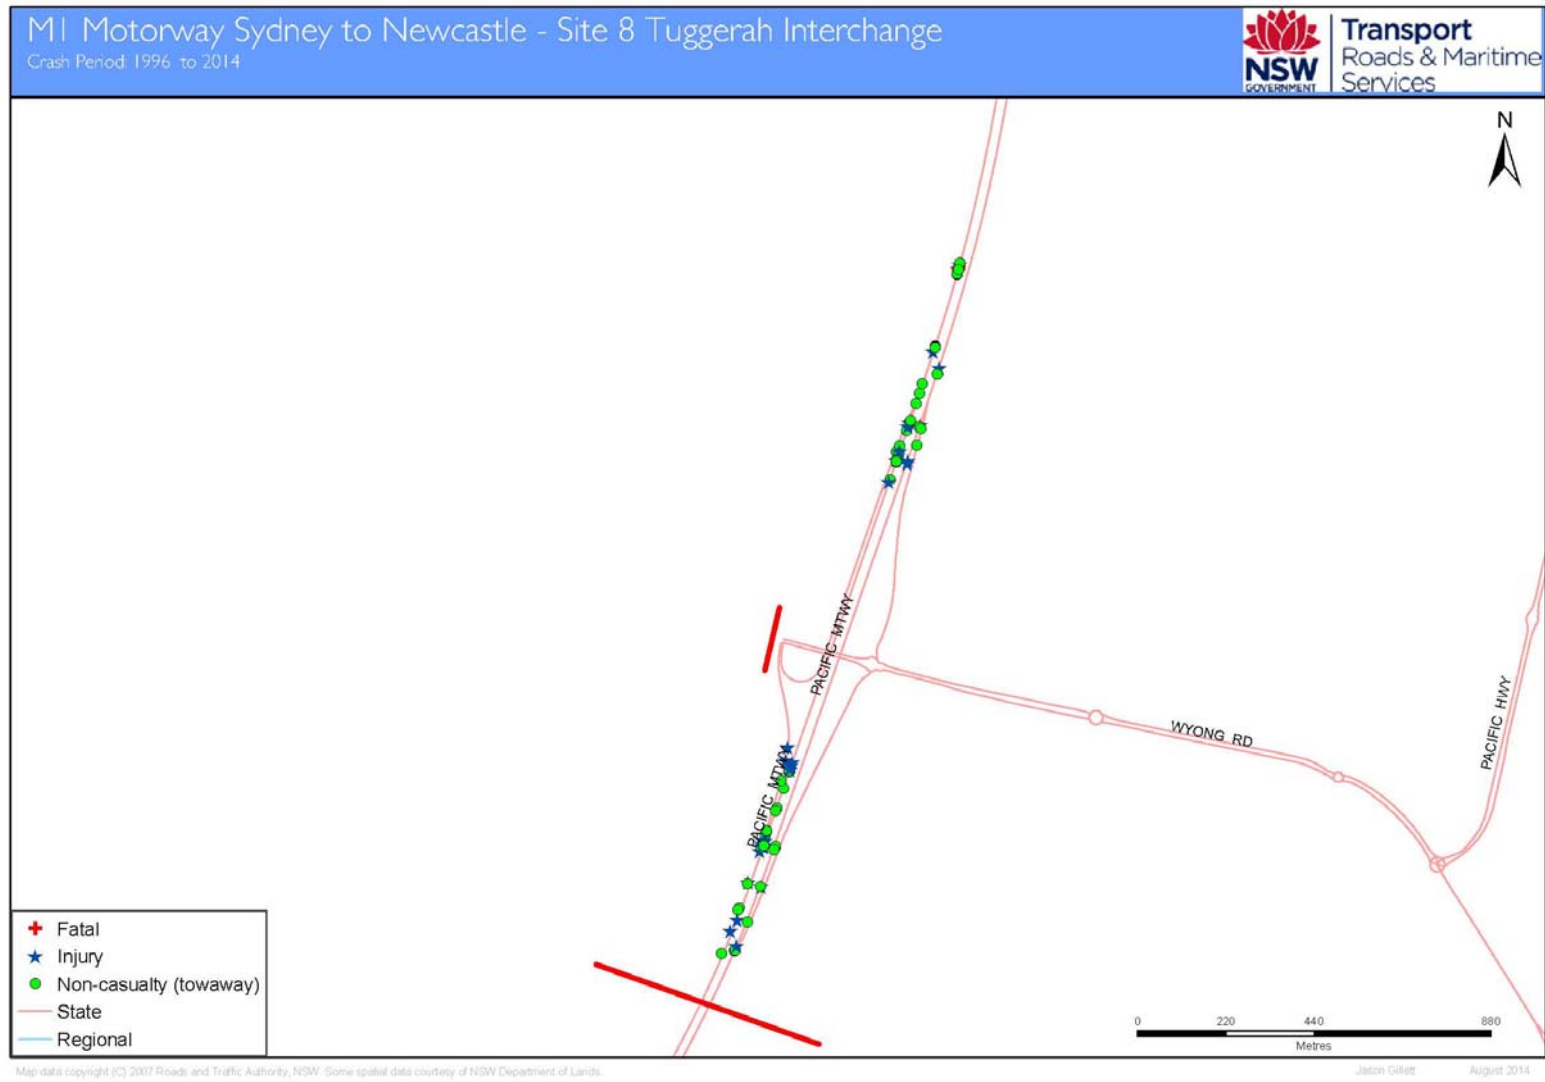 M1 Motorway Sydney to Newcastle - Site 8 Tuggerah Interchange
Crash Period: 1996 to 2014
NSW
GOVERNMENT
Transport
Roads & Maritime
Services
N
PACIFIC MTWY
PACIFIC HWY
WYONG RD
PACIFIC MTWY
Fatal
Injury
Non-casualty (towaway)
State
Regional
0 220 440 880
Metres
Map data copyright (C) 2007 Roads and Traffic Authority, NSW. Some spatial data courtesy of NSW Department of Lands.
Jason Gillett August 2014